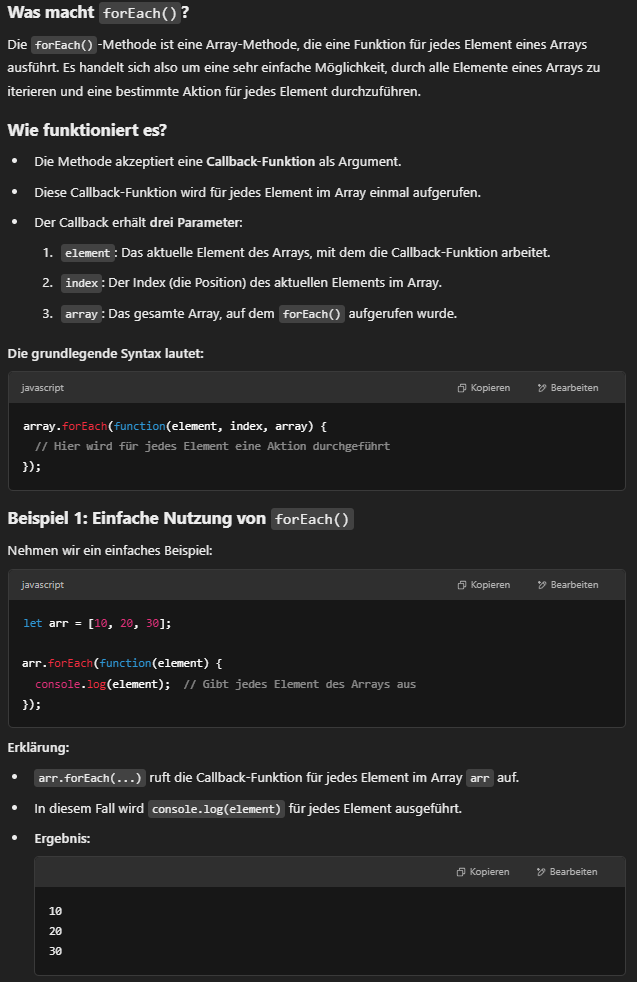 Was macht forEach()?
Die forEach()-Methode ist eine Array-Methode, die eine Funktion für jedes Element eines Arrays
ausführt. Es handelt sich also um eine sehr einfache Möglichkeit, durch alle Elemente eines Arrays zu
iterieren und eine bestimmte Aktion für jedes Element durchzuführen.
Wie funktioniert es?
• Die Methode akzeptiert eine Callback-Funktion als Argument.
• Diese Callback-Funktion wird für jedes Element im Array einmal aufgerufen.
• Der Callback erhält drei Parameter:
1. element: Das aktuelle Element des Arrays, mit dem die Callback-Funktion arbeitet.
2. index: Der Index (die Position) des aktuellen Elements im Array.
3. array: Das gesamte Array, auf dem forEach() aufgerufen wurde.
Die grundlegende Syntax lautet:
javascript Kopieren Bearbeiten
array.forEach(function(element, index, array) {
  // Hier wird für jedes Element eine Aktion durchgeführt
});
Beispiel 1: Einfache Nutzung von forEach()
Nehmen wir ein einfaches Beispiel:
javascript Kopieren Bearbeiten
let arr = [10, 20, 30];
arr.forEach(function(element) {
  console.log(element);  // Gibt jedes Element des Arrays aus
});
Erklärung:
• arr.forEach(...) ruft die Callback-Funktion für jedes Element im Array arr auf.
• In diesem Fall wird console.log(element) für jedes Element ausgeführt.
• Ergebnis:
Kopieren Bearbeiten
10
20
30